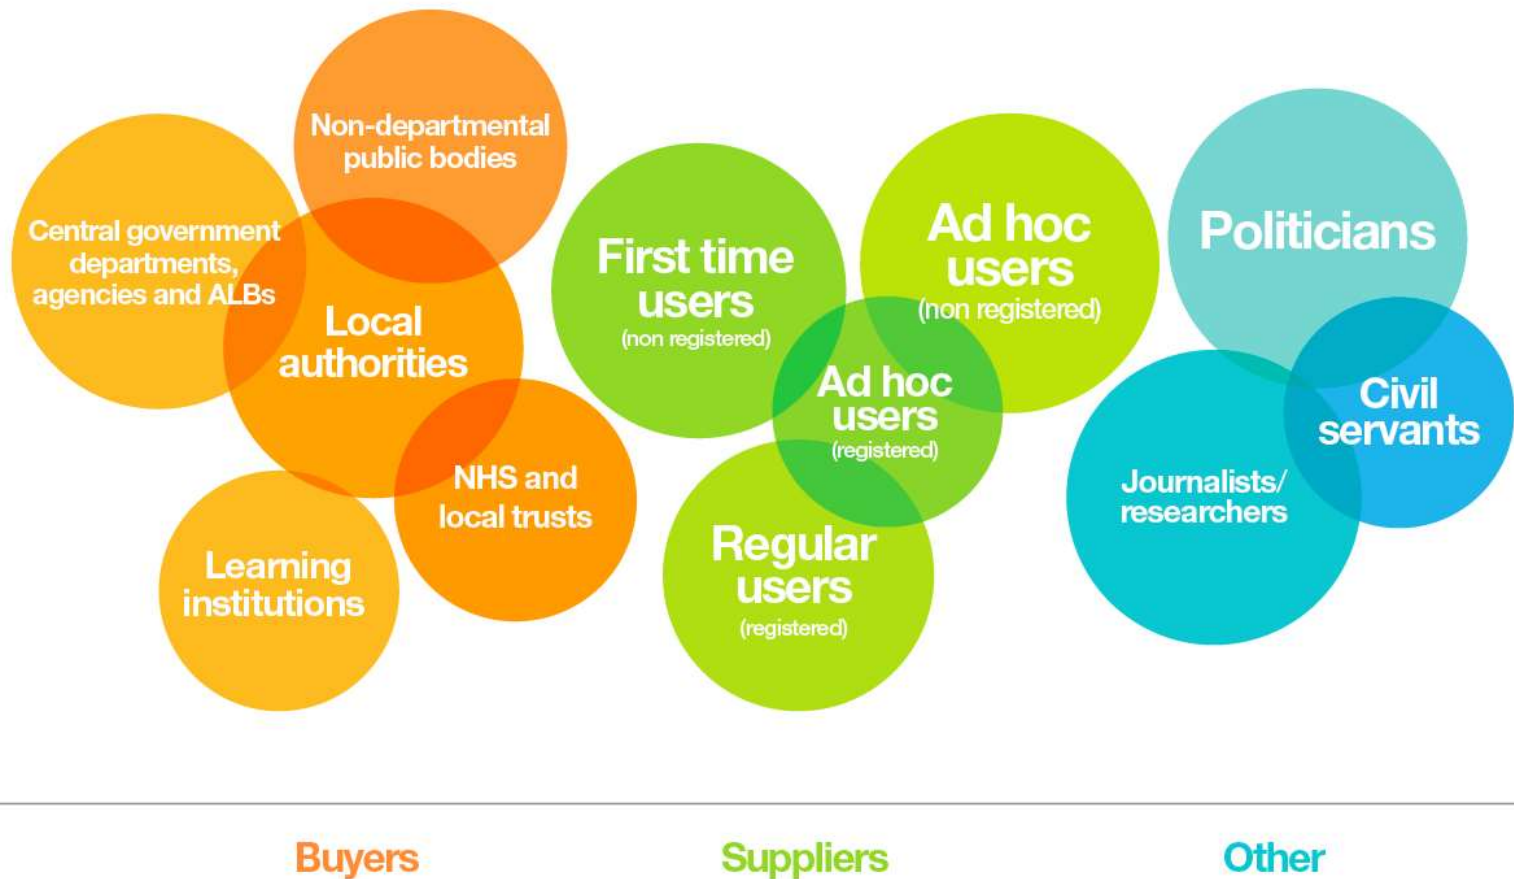 Non-departmental
public bodies
Central government
departments,
agencies and ALBs
Local
authorities
NHS and
local trusts
Learning
institutions
First time
users
(non registered)
Ad hoc
users
(non registered)
Ad hoc
users
(registered)
Regular
users
(registered)
Politicians
Civil
servants
Journalists/
researchers
Buyers
Suppliers
Other